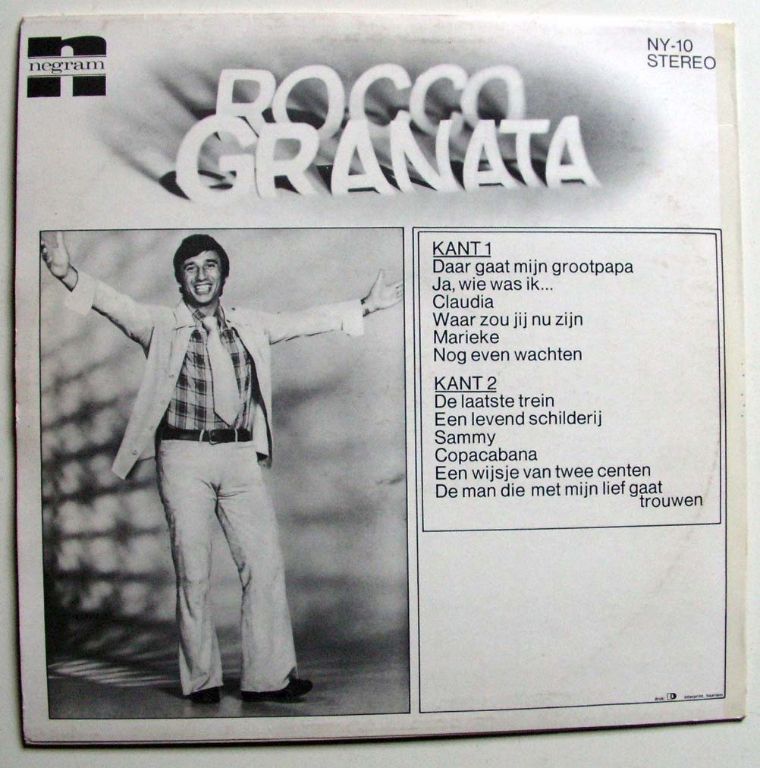 negram
NY-10
STEREO
ROCCO
GRANATA
KANT 1
Daar gaat mijn grootpapa
Ja, wie was ik...
Claudia
Waar zou jij nu zijn
Marieke
Nog even wachten
KANT 2
De laatste trein
Een levend schilderij
Sammy
Copacabana
Een wijsje van twee centen
De man die met mijn lief gaat
trouwen
druk